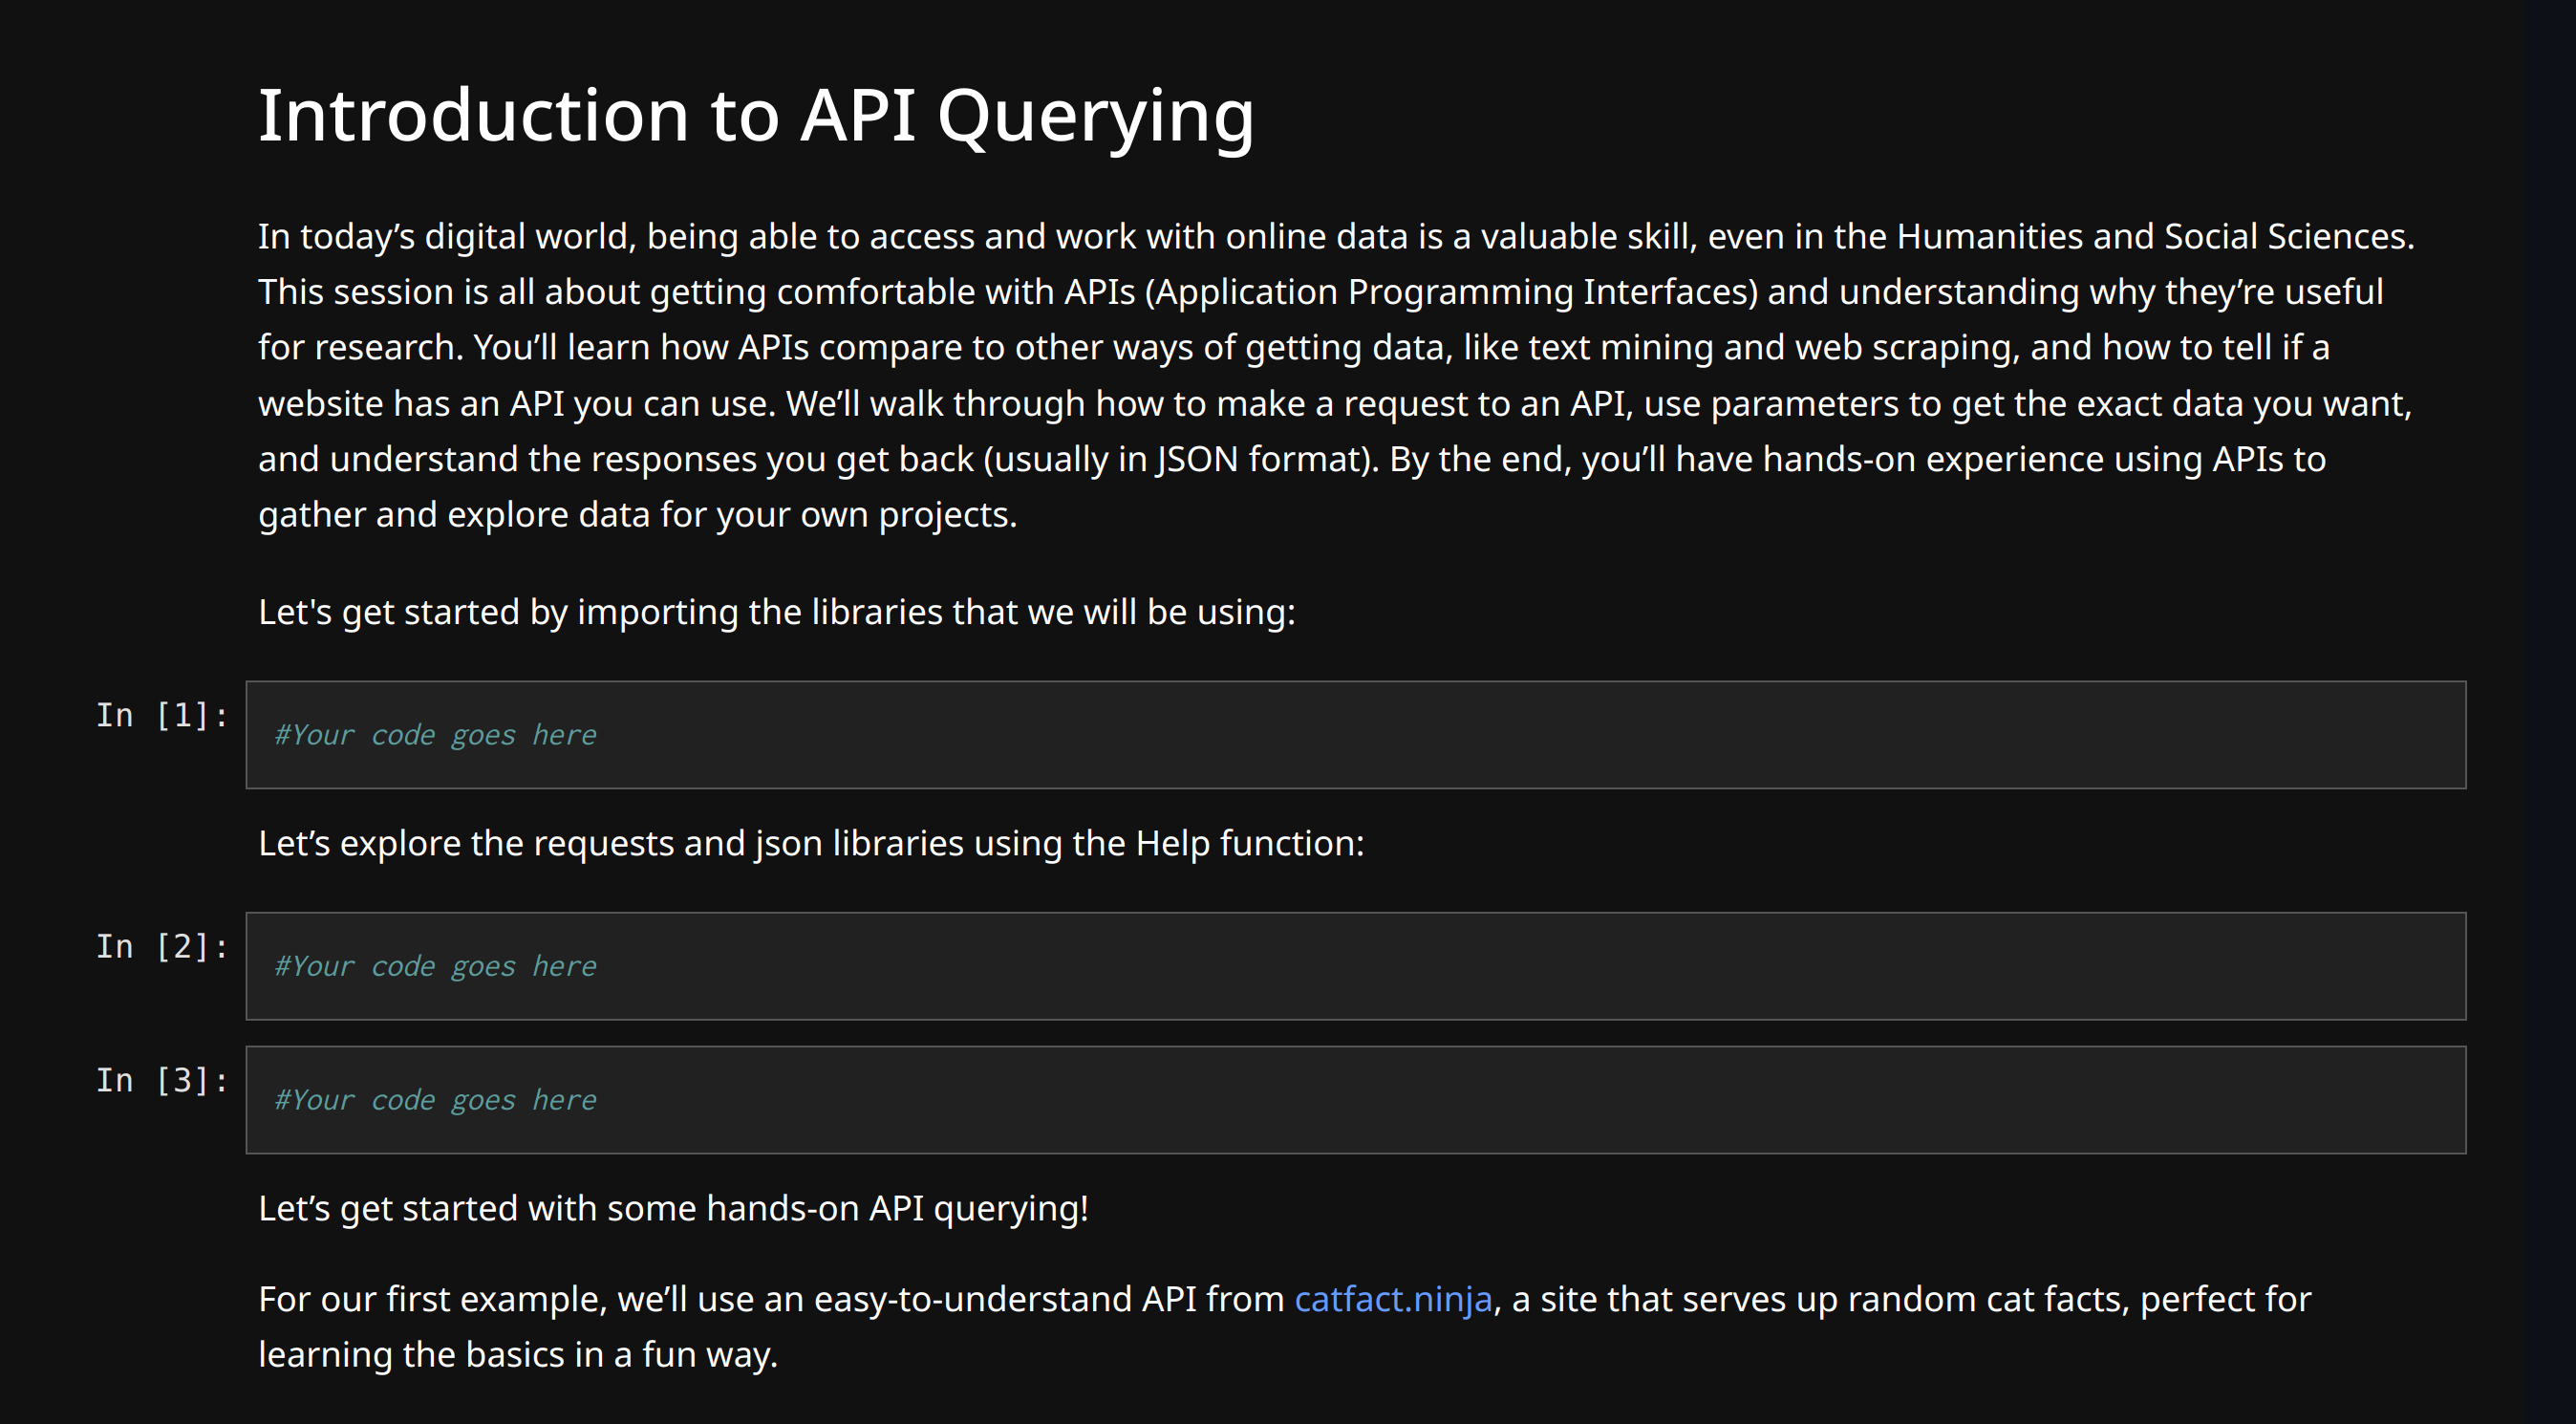 Introduction to API Querying
In today’s digital world, being able to access and work with online data is a valuable skill, even in the Humanities and Social Sciences.
This session is all about getting comfortable with APIs (Application Programming Interfaces) and understanding why they’re useful
for research. You’ll learn how APIs compare to other ways of getting data, like text mining and web scraping, and how to tell if a
website has an API you can use. We’ll walk through how to make a request to an API, use parameters to get the exact data you want,
and understand the responses you get back (usually in JSON format). By the end, you’ll have hands-on experience using APIs to
gather and explore data for your own projects.
Let's get started by importing the libraries that we will be using:
In [1]: #Your code goes here
Let’s explore the requests and json libraries using the Help function:
In [2]: #Your code goes here
In [3]: #Your code goes here
Let’s get started with some hands-on API querying!
For our first example, we’ll use an easy-to-understand API from catfact.ninja, a site that serves up random cat facts, perfect for
learning the basics in a fun way.